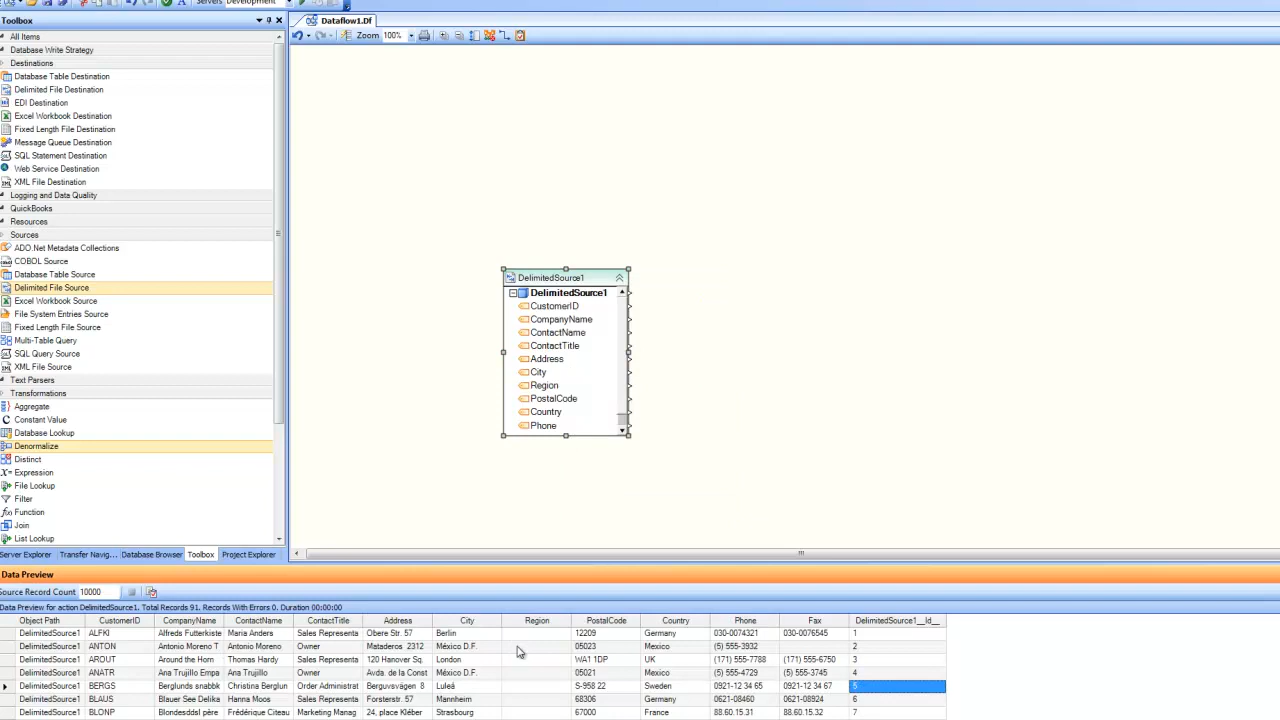 Servers Development
Toolbox
Dataflow1.Df
Zoom 100%
All Items
Database Write Strategy
Destinations
Database Table Destination
Delimited File Destination
EDI Destination
Excel Workbook Destination
Fixed Length File Destination
Message Queue Destination
SQL Statement Destination
Web Service Destination
XML File Destination
Logging and Data Quality
QuickBooks
Resources
Sources
ADO.Net Metadata Collections
COBOL Source
Database Table Source
Delimited File Source
Excel Workbook Source
File System Entries Source
Fixed Length File Source
Multi-Table Query
SQL Query Source
XML File Source
Text Parsers
Transformations
Aggregate
Constant Value
Database Lookup
Denormalize
Distinct
Expression
File Lookup
Filter
Function
Join
List Lookup
DelimitedSource1
DelimitedSource1
CustomerID
CompanyName
ContactName
ContactTitle
Address
City
Region
PostalCode
Country
Phone
Server Explorer Transfer Navig... Database Browser Toolbox Project Explorer
Data Preview
Source Record Count 10000
Data Preview for action DelimitedSource1. Total Records 91. Records With Errors 0. Duration 00:00:00
Object Path CustomerID CompanyName ContactName ContactTitle Address City Region PostalCode Country Phone Fax DelimitedSource1__Id__
DelimitedSource1 ALFKI Alfreds Futterkiste Maria Anders Sales Representa Obere Str. 57 Berlin 12209 Germany 030-0074321 030-0076545 1
DelimitedSource1 ANTON Antonio Moreno T Antonio Moreno Owner Mataderos 2312 México D.F. 05023 Mexico (5) 555-3932 2
DelimitedSource1 AROUT Around the Horn Thomas Hardy Sales Representa 120 Hanover Sq. London WA1 1DP UK (171) 555-7788 (171) 555-6750 3
DelimitedSource1 ANATR Ana Trujillo Empa Ana Trujillo Owner Avda. de la Const México D.F. 05021 Mexico (5) 555-4729 (5) 555-3745 4
DelimitedSource1 BERGS Berglunds snabbk Christina Berglun Order Administrat Berguvsvägen 8 Luleå S-958 22 Sweden 0921-12 34 65 0921-12 34 67 5
DelimitedSource1 BLAUS Blauer See Delika Hanna Moos Sales Representa Forsterstr. 57 Mannheim 68306 Germany 0621-08460 0621-08924 6
DelimitedSource1 BLONP Blondesddsl père Frédérique Citeau Marketing Manag 24, place Kléber Strasbourg 67000 France 88.60.15.31 88.60.15.32 7